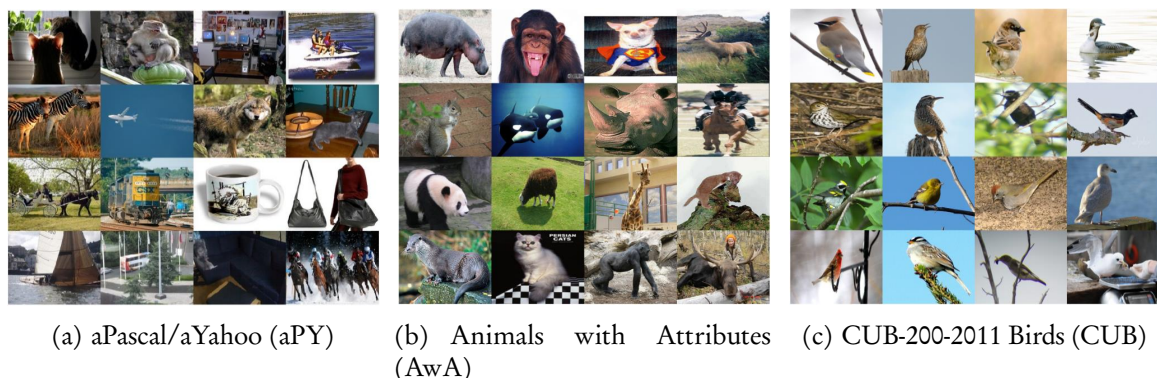 PERSIAN
CATS
(a) aPascal/aYahoo (aPY)
(b) Animals with Attributes
(AwA)
(c) CUB-200-2011 Birds (CUB)